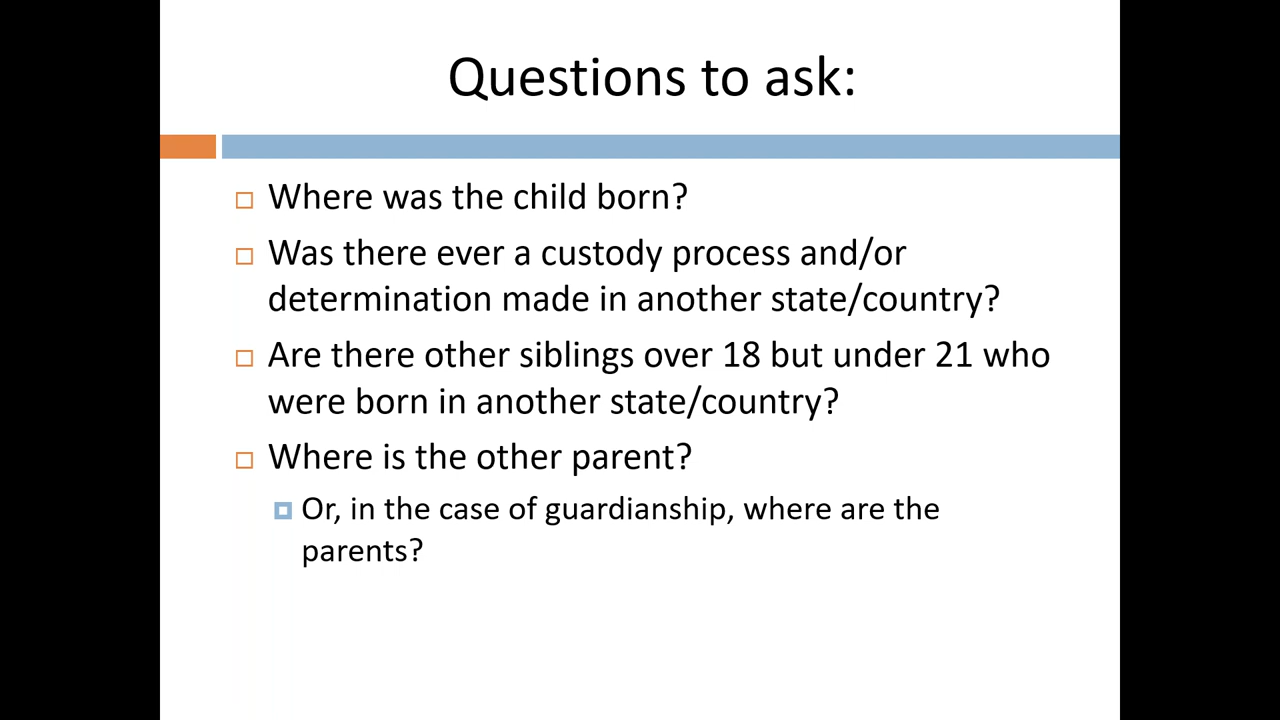 Questions to ask:
Where was the child born?
Was there ever a custody process and/or
determination made in another state/country?
Are there other siblings over 18 but under 21 who
were born in another state/country?
Where is the other parent?
Or, in the case of guardianship, where are the
parents?